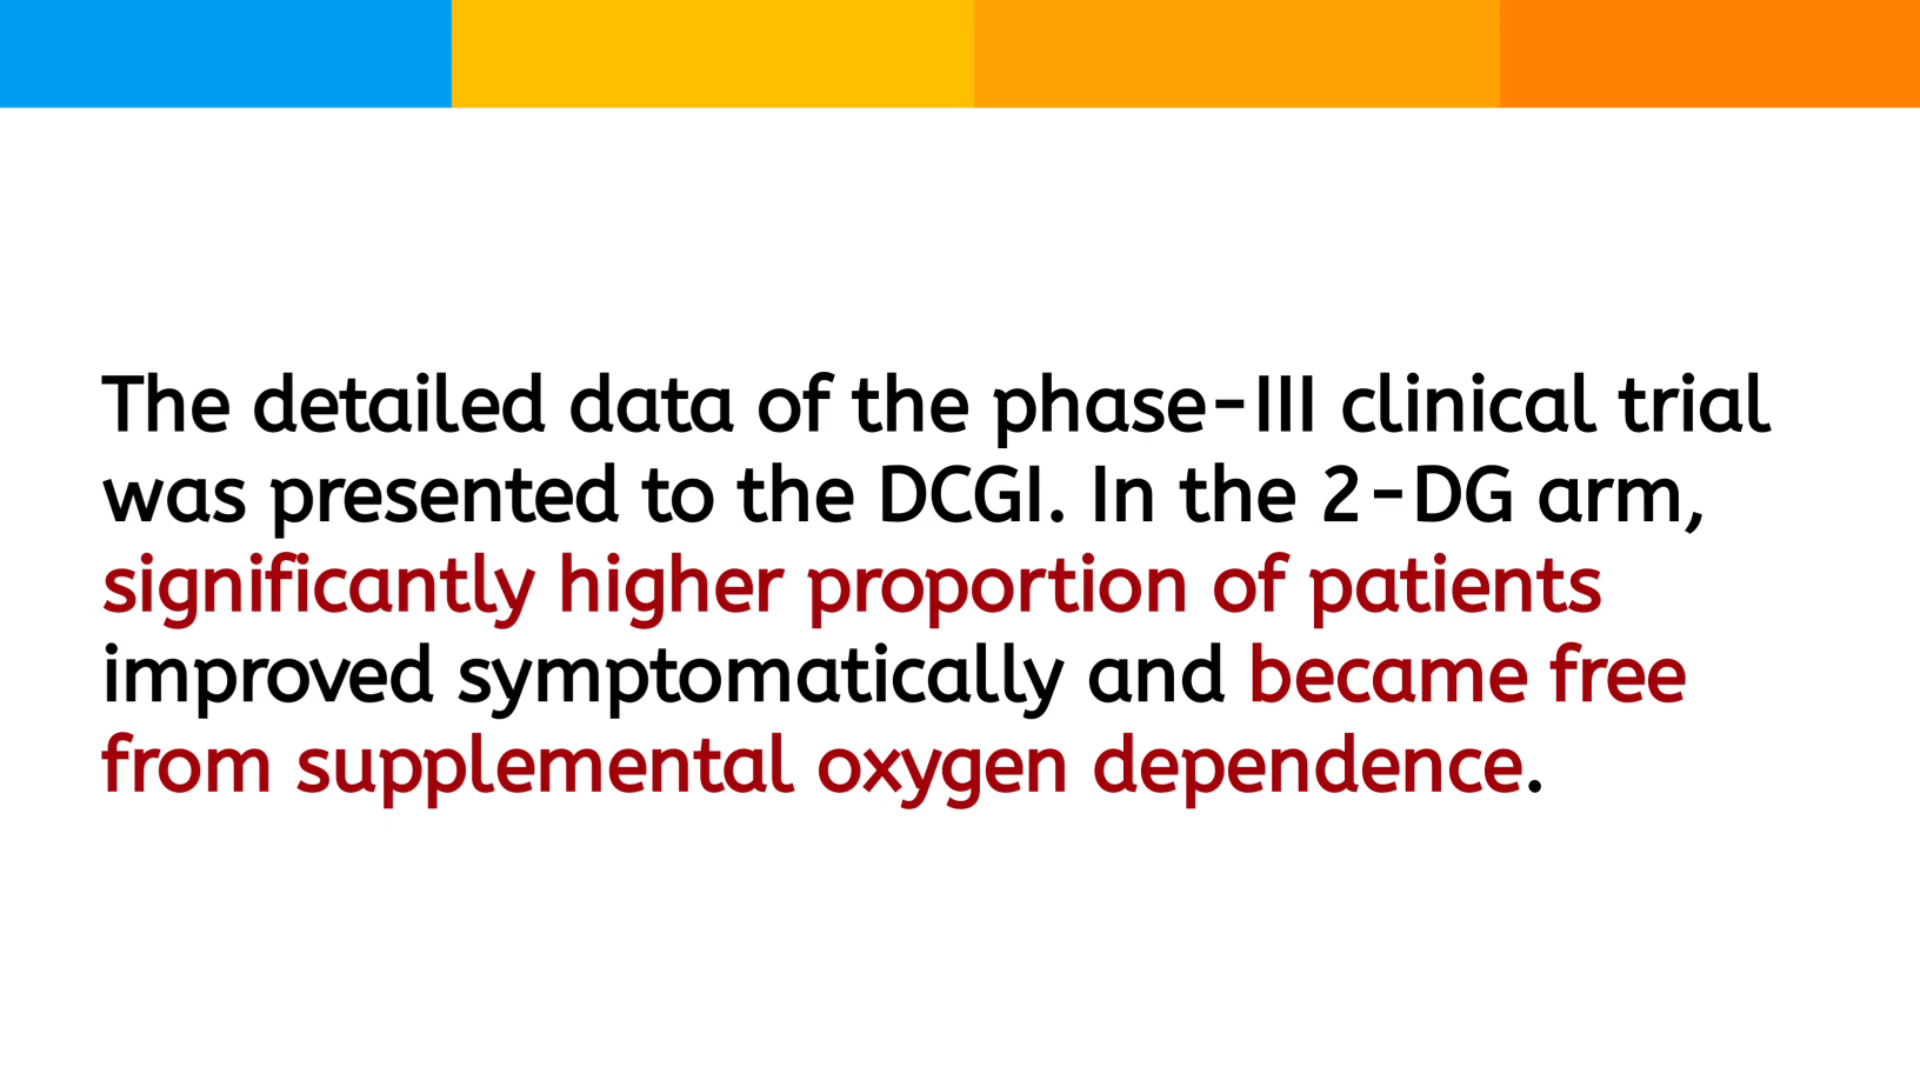 The detailed data of the phase-III clinical trial
was presented to the DCGI. In the 2-DG arm,
significantly higher proportion of patients
improved symptomatically and became free
from supplemental oxygen dependence.